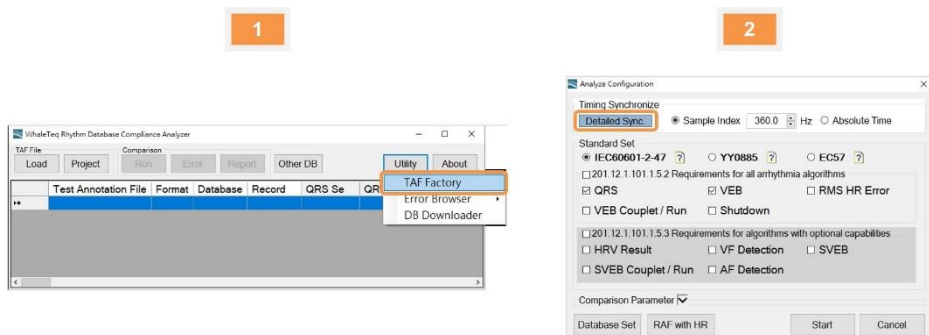 1
2
WhaleTeq Rhythm Database Compliance Analyzer
TAF File
Comparison
Load Project Run Error Report Other DB Utility About
TAF Factory
Error Browser
DB Downloader
Test Annotation File Format Database Record QRS Se QR
Analyze Configuration
Timing Synchronize
Detailed Sync. Sample Index 360.0 Hz Absolute Time
Standard Set
IEC60601-2-47 ? YY0885 ? EC57 ?
201.12.1.101.1.5.2 Requirements for all arrhythmia algorithms
QRS VEB RMS HR Error
VEB Couplet / Run Shutdown
201.12.1.101.1.5.3 Requirements for algorithms with optional capabilities
HRV Result VF Detection SVEB
SVEB Couplet / Run AF Detection
Comparison Parameter
Database Set RAF with HR Start Cancel